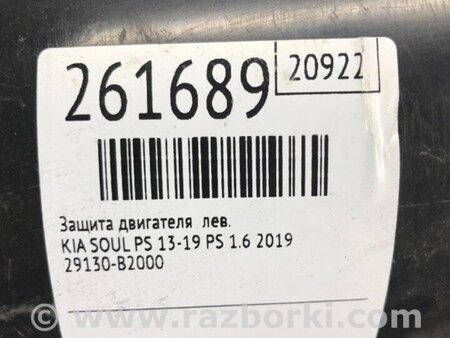 261689
20922
Защита двигателя лев.
KIA SOUL PS 13-19 PS 1.6 2019
29130-B2000
www.razborki.com